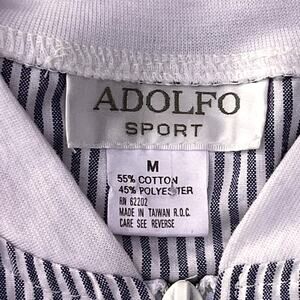 ADOLFO
SPORT
M
55% COTTON
45% POLYESTER
RN 62202
MADE IN TAIWAN R.O.C.
CARE SEE REVERSE